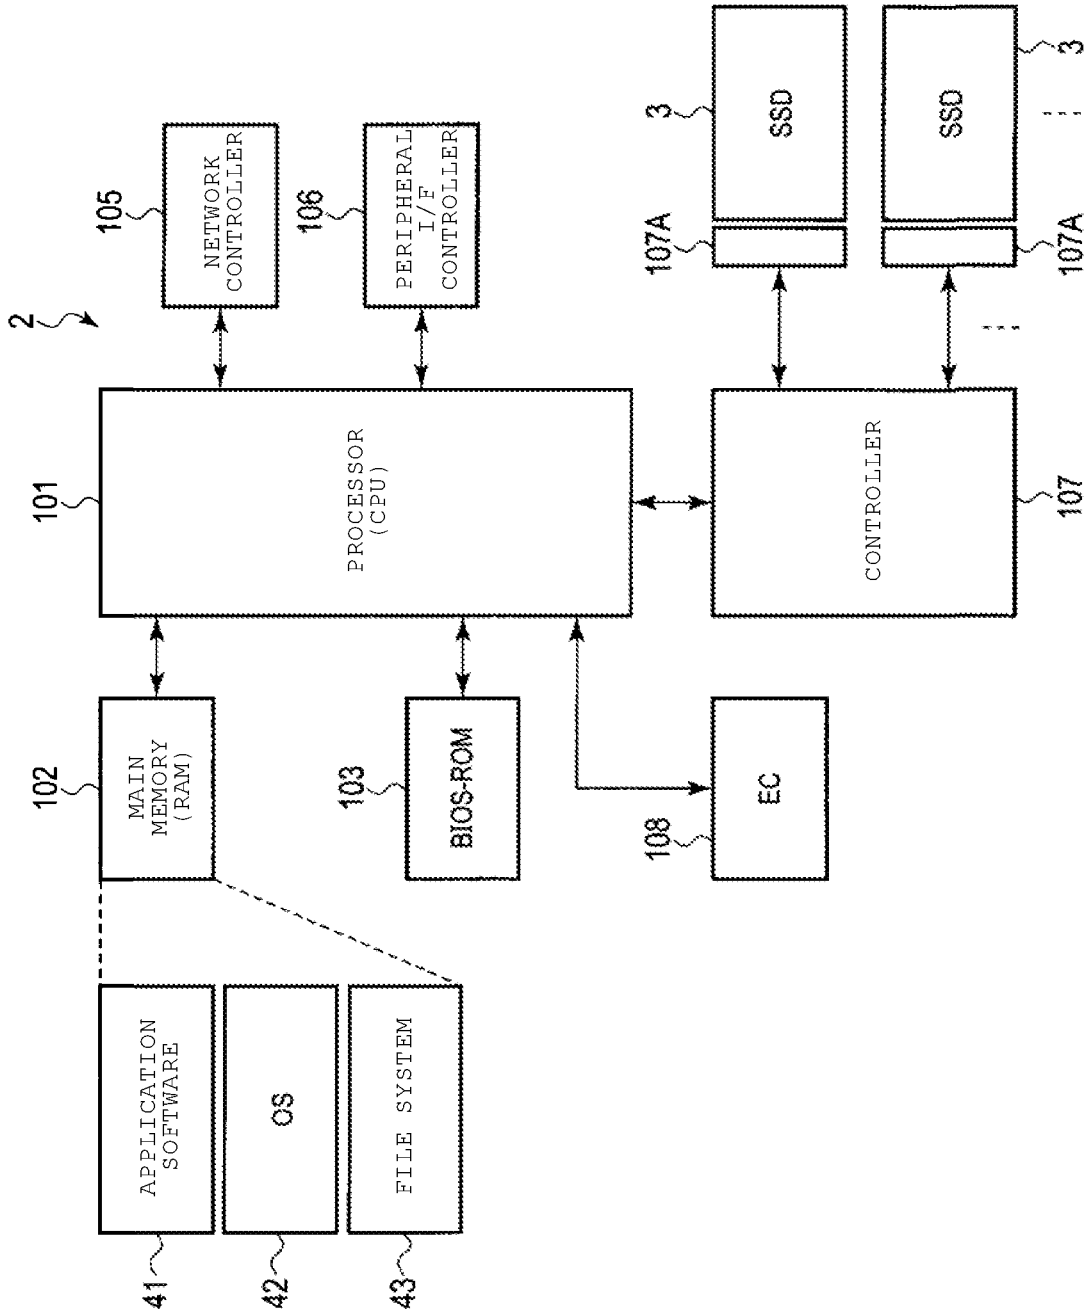 2
101
PROCESSOR
(CPU)
102
MAIN
MEMORY
(RAM)
103
BIOS-ROM
108
EC
105
NETWORK
CONTROLLER
106
PERIPHERAL
I/F
CONTROLLER
41
APPLICATION
SOFTWARE
42
OS
43
FILE SYSTEM
107
CONTROLLER
107A
3
SSD
107A
3
SSD